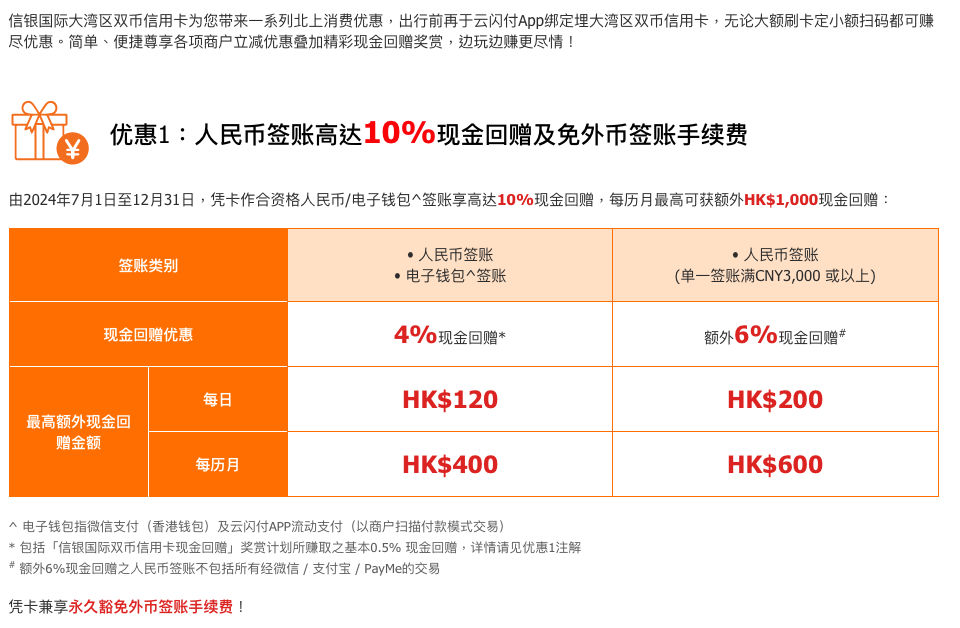 信银国际大湾区双币信用卡为您带来一系列北上消费优惠，出行前再于云闪付App绑定埋大湾区双币信用卡，无论大额刷卡定小额扫码都可赚
尽优惠。简单、便捷尊享各项商户立减优惠叠加精彩现金回赠奖赏，边玩边赚更尽情！
¥
优惠1：人民币签账高达10%现金回赠及免外币签账手续费
由2024年7月1日至12月31日，凭卡作合资格人民币/电子钱包^签账享高达10%现金回赠，每历月最高可获额外HK$1,000现金回赠：
签账类别
• 人民币签账
• 电子钱包^签账
• 人民币签账
(单一签账满CNY3,000 或以上)
现金回赠优惠
4%现金回赠*
额外6%现金回赠#
最高额外现金回
赠金额
每日
HK$120
HK$200
每历月
HK$400
HK$600
^ 电子钱包指微信支付（香港钱包）及云闪付APP流动支付（以商户扫描付款模式交易）
* 包括「信银国际双币信用卡现金回赠」奖赏计划所赚取之基本0.5% 现金回赠，详情请见优惠1注解
# 额外6%现金回赠之人民币签账不包括所有经微信 / 支付宝 / PayMe的交易
凭卡兼享永久豁免外币签账手续费！